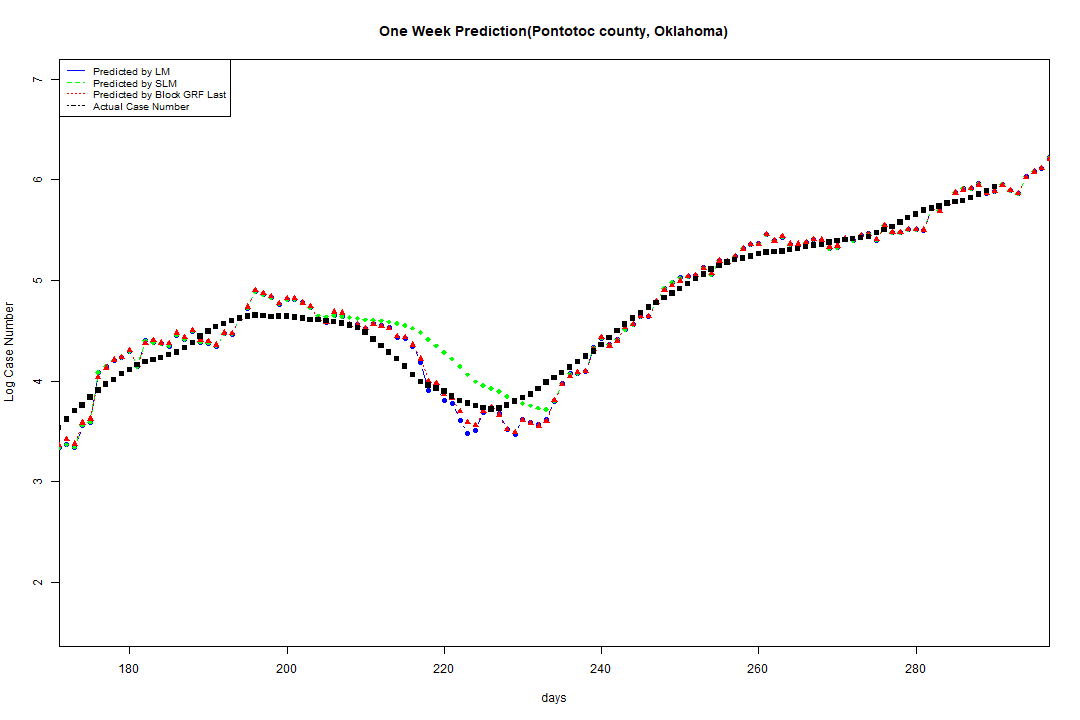 One Week Prediction(Pontotoc county, Oklahoma)
Predicted by LM
Predicted by SLM
Predicted by Block GRF Last
Actual Case Number
Log Case Number
7
6
5
4
3
2
180 200 220 240 260 280
days